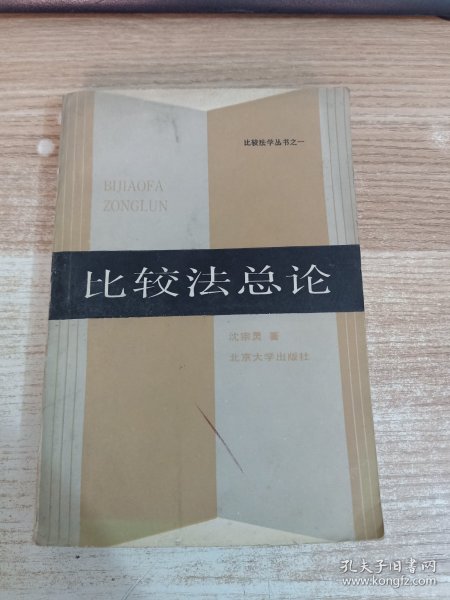 比较法学丛书之一
BIJIAOFA
ZONGLUN
比较法总论
沈宗灵 著
北京大学出版社
孔夫子旧书网
www.kongfz.com